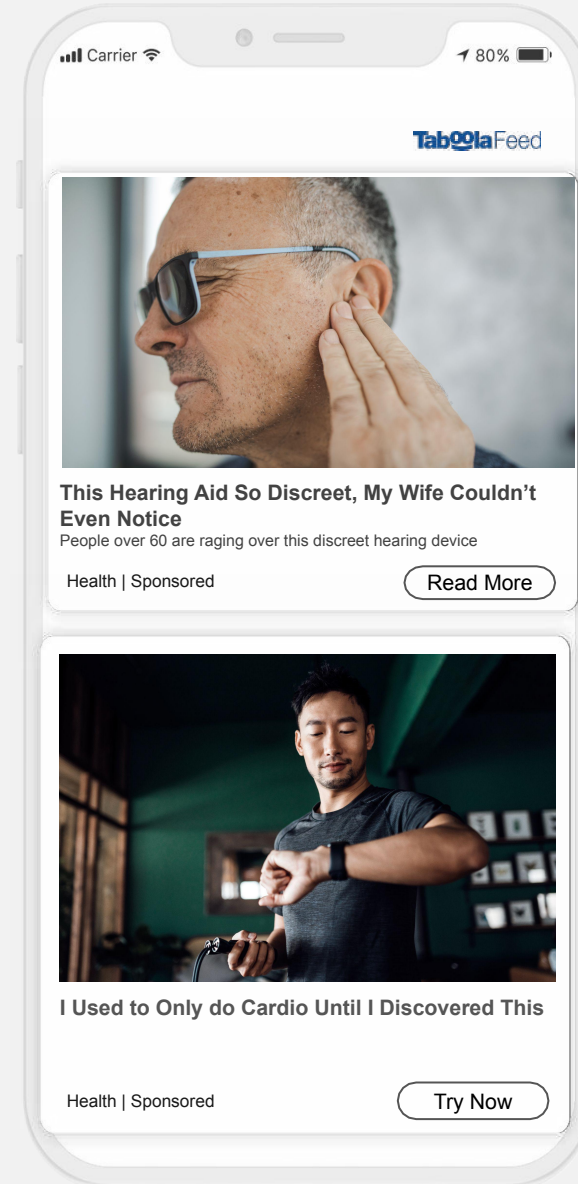 Carrier 80%
Taboola Feed
This Hearing Aid So Discreet, My Wife Couldn’t
Even Notice
People over 60 are raging over this discreet hearing device
Health | Sponsored Read More
I Used to Only do Cardio Until I Discovered This
Health | Sponsored Try Now